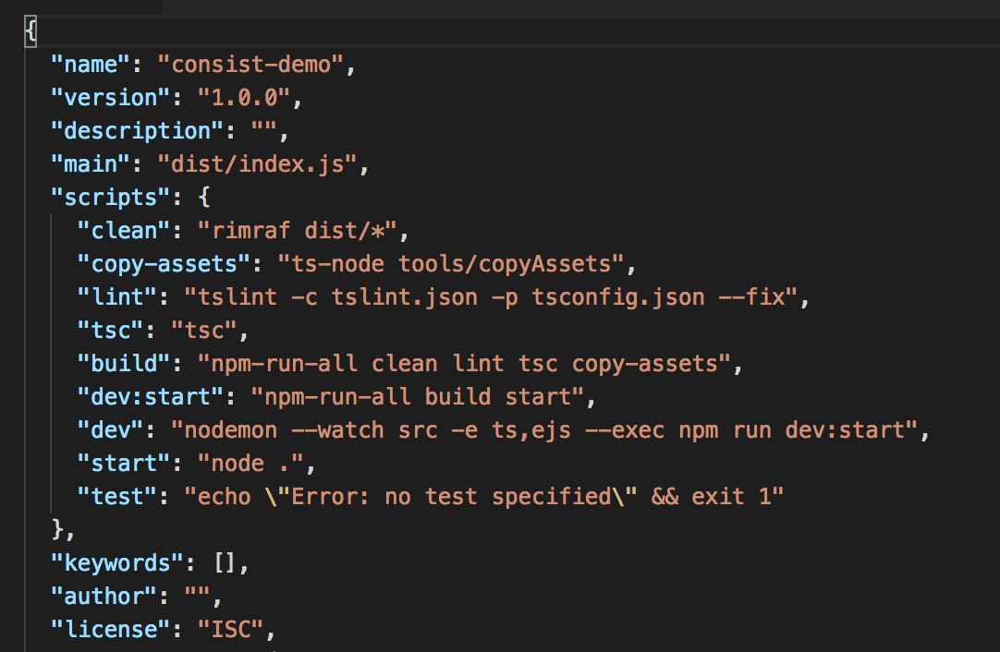 {
  "name": "consist-demo",
  "version": "1.0.0",
  "description": "",
  "main": "dist/index.js",
  "scripts": {
    "clean": "rimraf dist/*",
    "copy-assets": "ts-node tools/copyAssets",
    "lint": "tslint -c tslint.json -p tsconfig.json --fix",
    "tsc": "tsc",
    "build": "npm-run-all clean lint tsc copy-assets",
    "dev:start": "npm-run-all build start",
    "dev": "nodemon --watch src -e ts,ejs --exec npm run dev:start",
    "start": "node .",
    "test": "echo \"Error: no test specified\" && exit 1"
  },
  "keywords": [],
  "author": "",
  "license": "ISC",